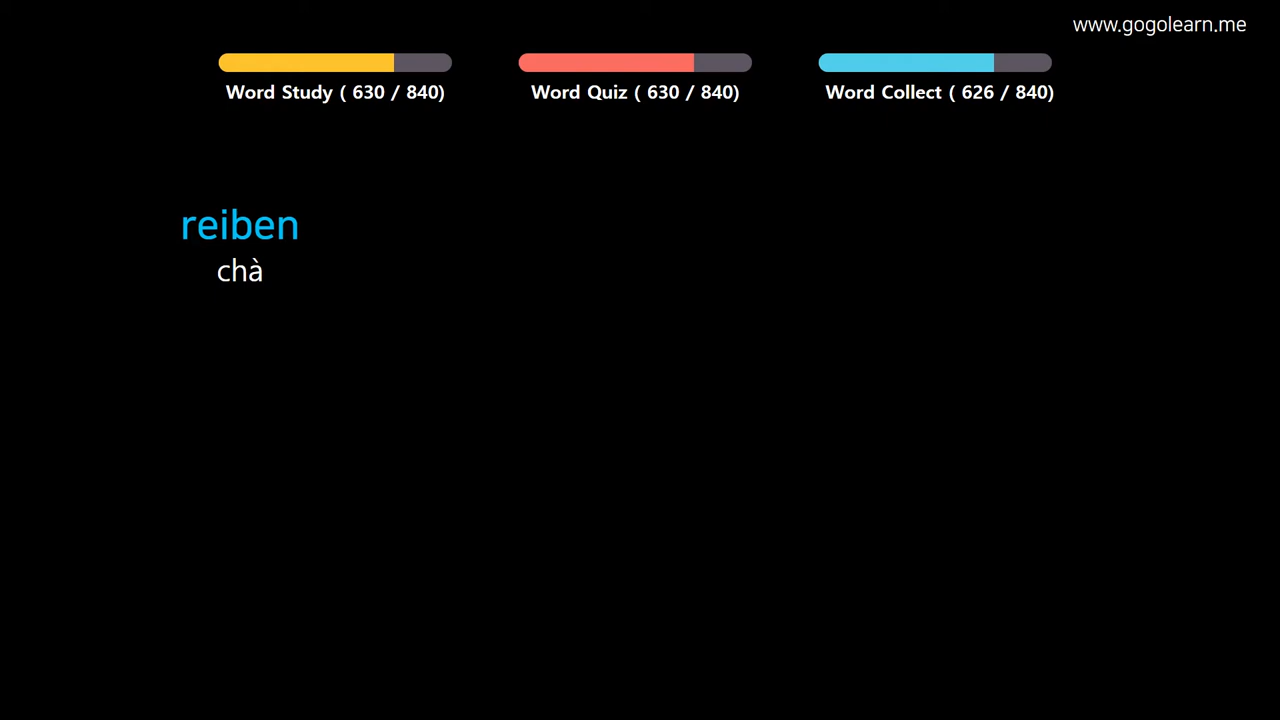 www.gogolearn.me
Word Study ( 630 / 840)
Word Quiz ( 630 / 840)
Word Collect ( 626 / 840)
reiben
chà